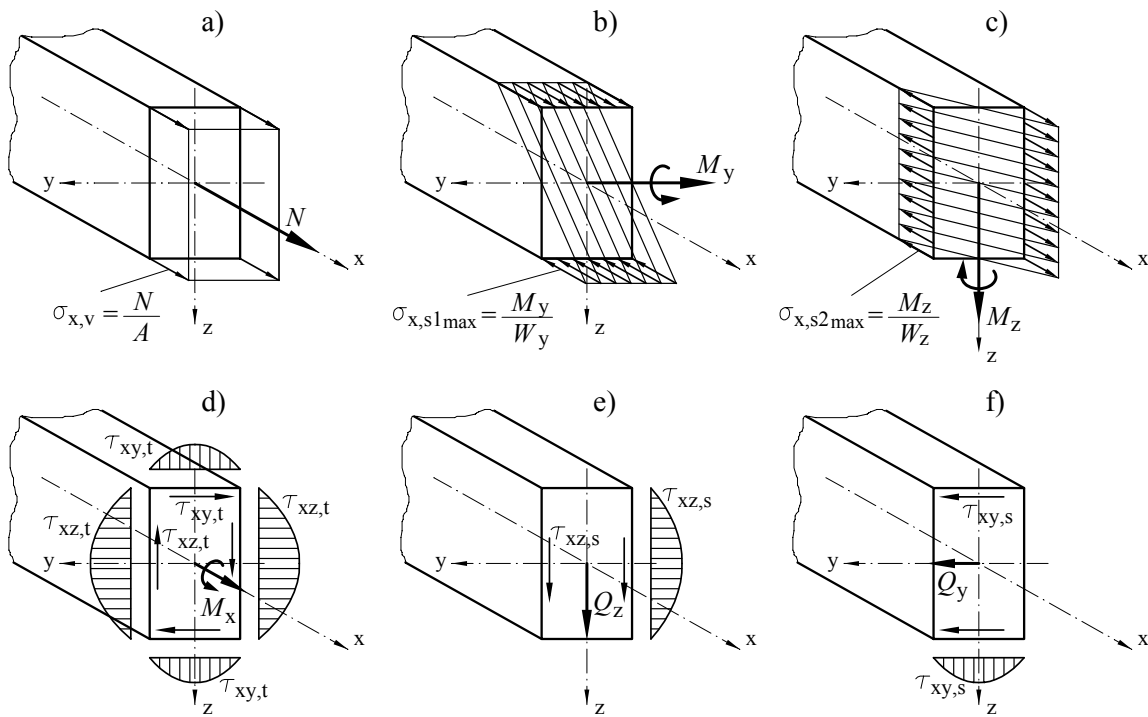 a)
y
N
x
σx,v = N/A
z
b)
y
My
x
σx,s1max = My/Wy
z
c)
y
x
σx,s2max = Mz/Wz
Mz
z
d)
τxy,t
τxz,t
τxy,t
τxz,t
τxz,t
y
Mx
x
τxy,t
z
e)
τxz,s
τxz,s
y
Qz
x
z
f)
τxy,s
y
Qy
x
τxy,s
z